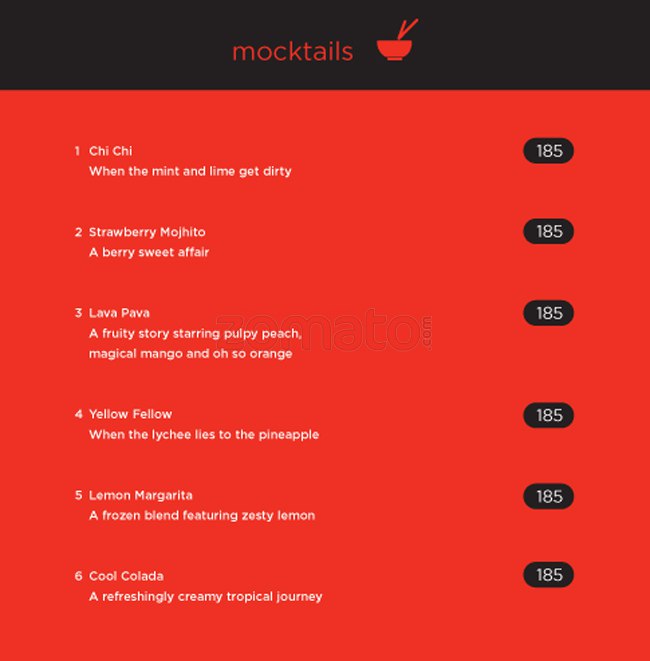 mocktails
1 Chi Chi 185
When the mint and lime get dirty
2 Strawberry Mojhito 185
A berry sweet affair
3 Lava Pava 185
A fruity story starring pulpy peach,
magical mango and oh so orange
zomato.com
4 Yellow Fellow 185
When the lychee lies to the pineapple
5 Lemon Margarita 185
A frozen blend featuring zesty lemon
6 Cool Colada 185
A refreshingly creamy tropical journey